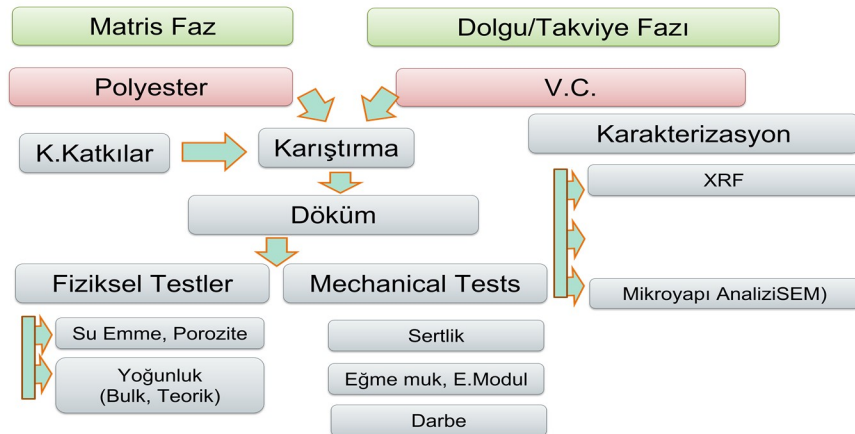 Matris Faz
Dolgu/Takviye Fazı
Polyester
V.C.
K.Katkılar
Karıştırma
Karakterizasyon
XRF
Döküm
Fiziksel Testler
Mechanical Tests
Mikroyapı AnaliziSEM)
Su Emme, Porozite
Sertlik
Yoğunluk
(Bulk, Teorik)
Eğme muk, E.Modul
Darbe